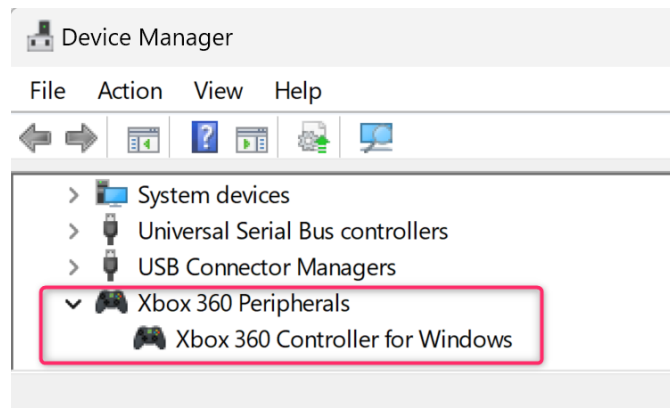 Device Manager
File Action View Help
System devices
Universal Serial Bus controllers
USB Connector Managers
Xbox 360 Peripherals
Xbox 360 Controller for Windows